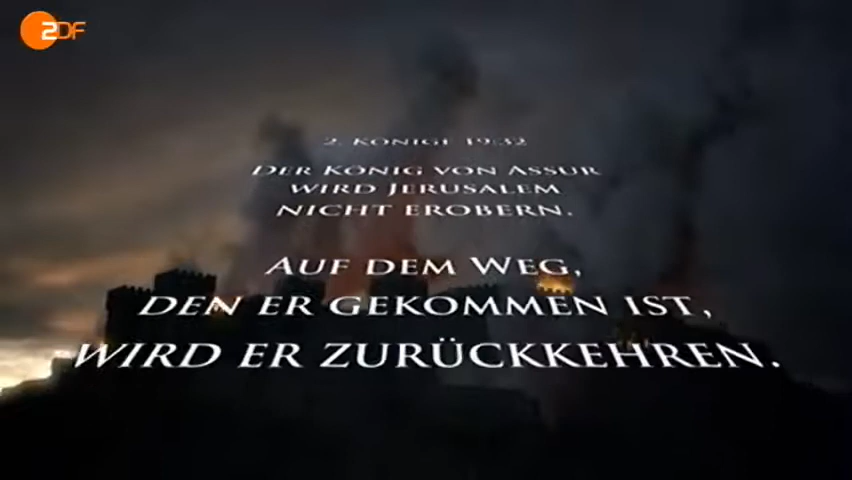 ZDF
2. Könige 19:32
Der König von Assur
wird Jerusalem
nicht erobern.
Auf dem Weg,
den er gekommen ist,
wird er zurückkehren.